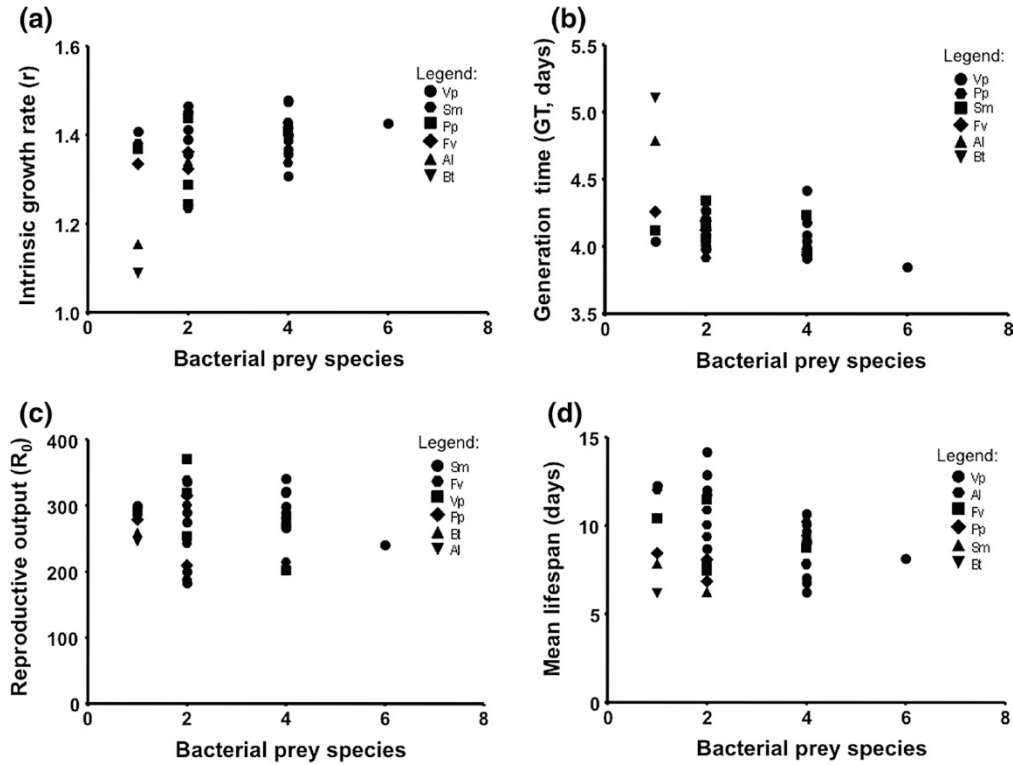 (a)
Intrinsic growth rate (r)
1.6
1.4
1.2
1.0
0 2 4 6 8
Bacterial prey species
Legend:
Vp
Sm
Pp
Fv
Al
Bt
(b)
Generation time (GT, days)
5.5
5.0
4.5
4.0
3.5
0 2 4 6 8
Bacterial prey species
Legend:
Vp
Pp
Sm
Fv
Al
Bt
(c)
Reproductive output (R0)
400
300
200
100
0
0 2 4 6 8
Bacterial prey species
Legend:
Sm
Fv
Vp
Pp
Bt
Al
(d)
Mean lifespan (days)
15
10
5
0
0 2 4 6 8
Bacterial prey species
Legend:
Vp
Al
Fv
Pp
Sm
Bt